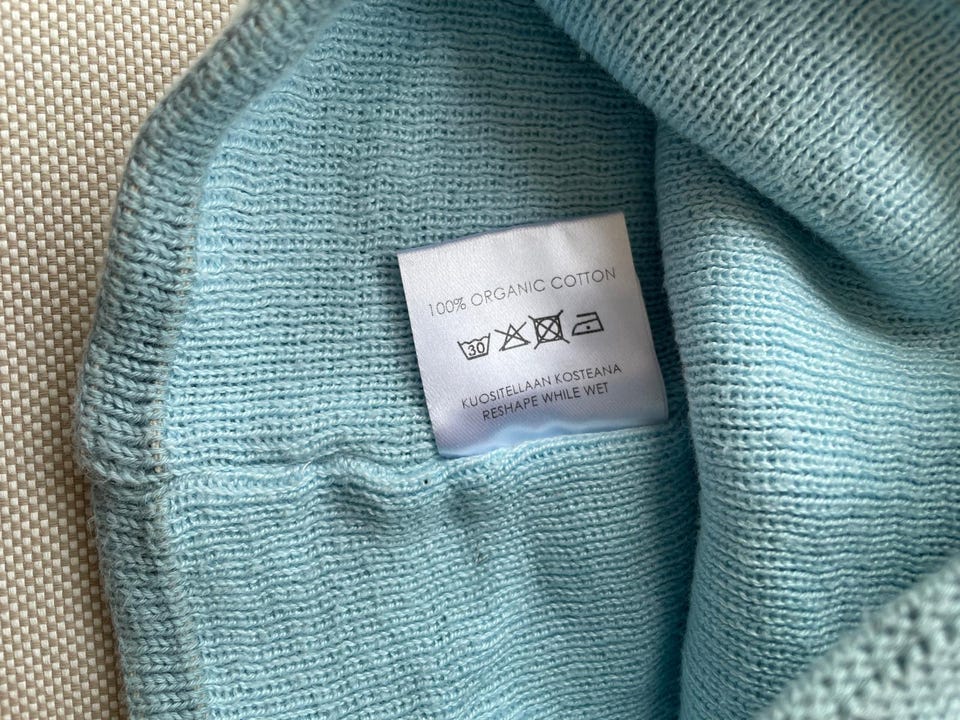 100% ORGANIC COTTON
30
KUOSITELLAAN KOSTEANA
RESHAPE WHILE WET